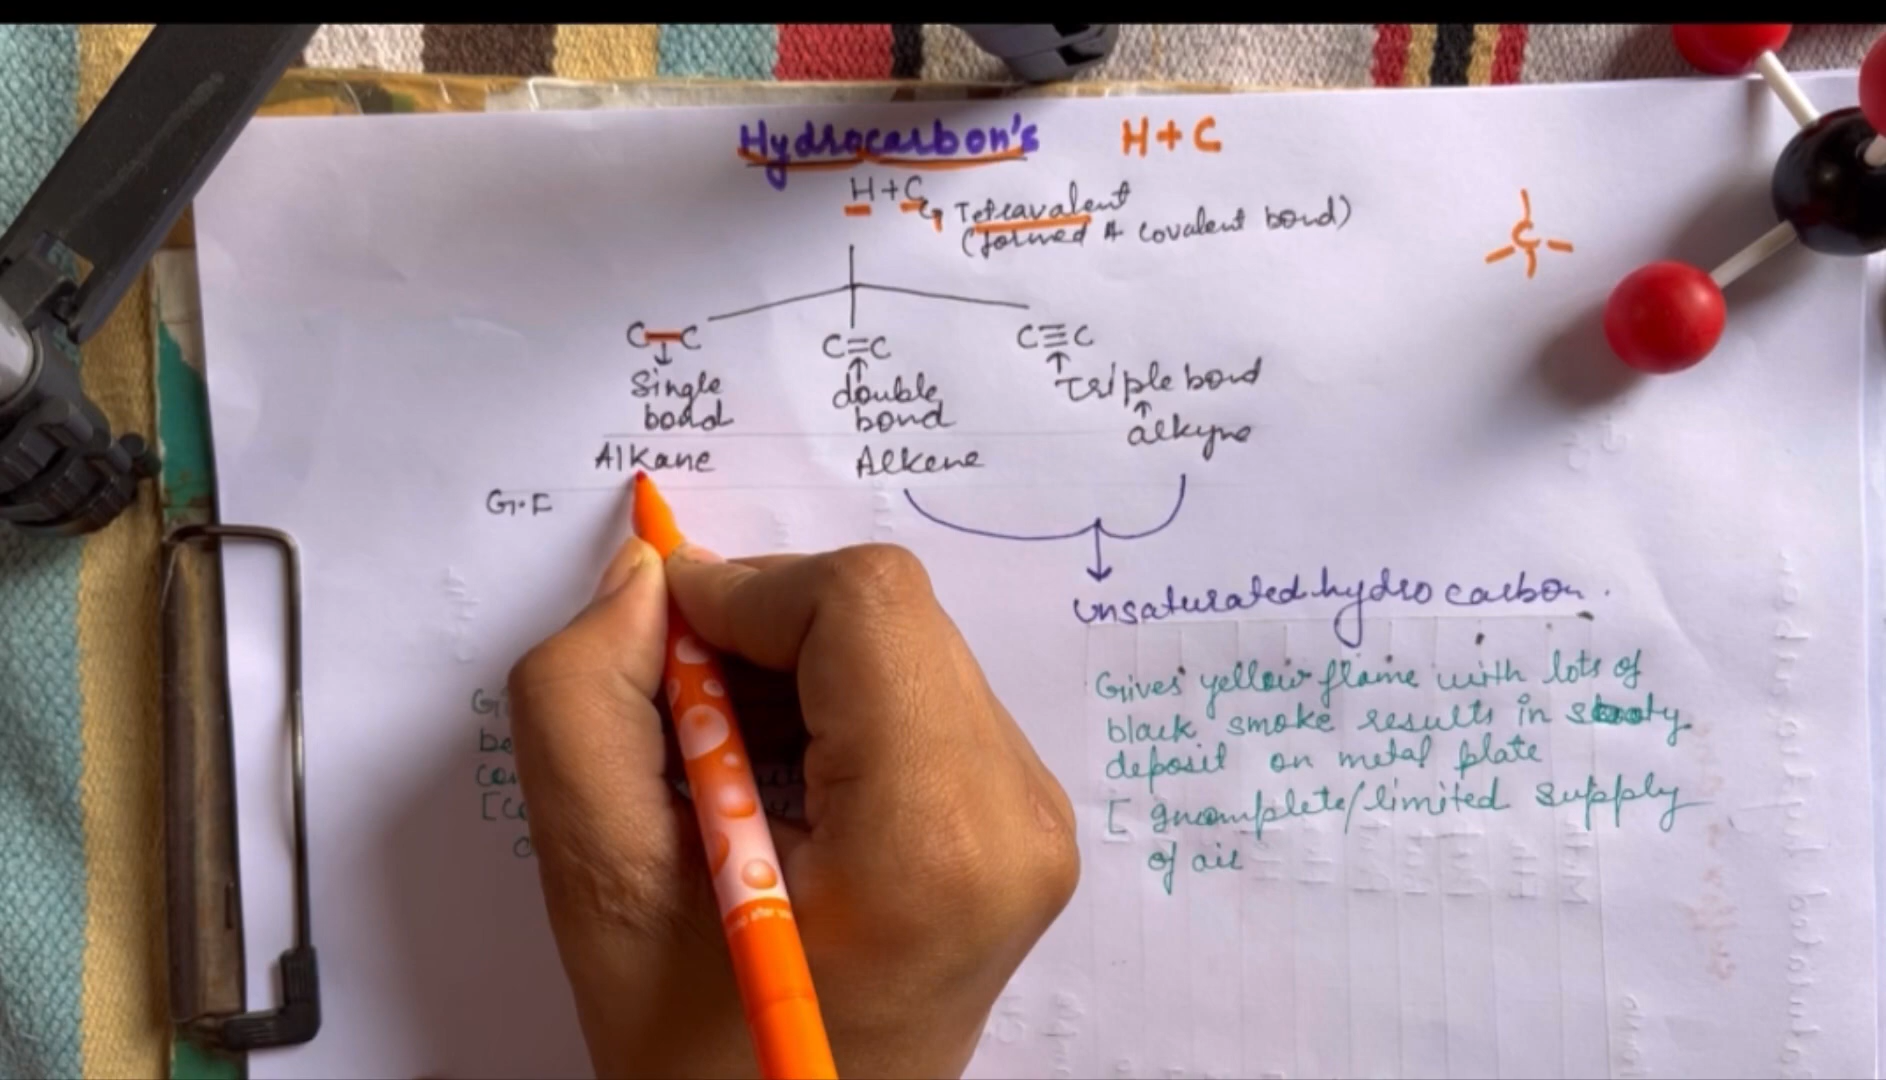 Hydrocarbon's H+C
H+C
Tetravalent
(formed 4 covalent bond)
C
C-C C=C C≡C
Single bond
double bond
triple bond
alkyne
Alkane Alkene
G.F
unsaturated hydrocarbon.
Gives yellow flame with lots of
black smoke results in sooty
deposit on metal plate
[ Incomplete/limited supply
of air